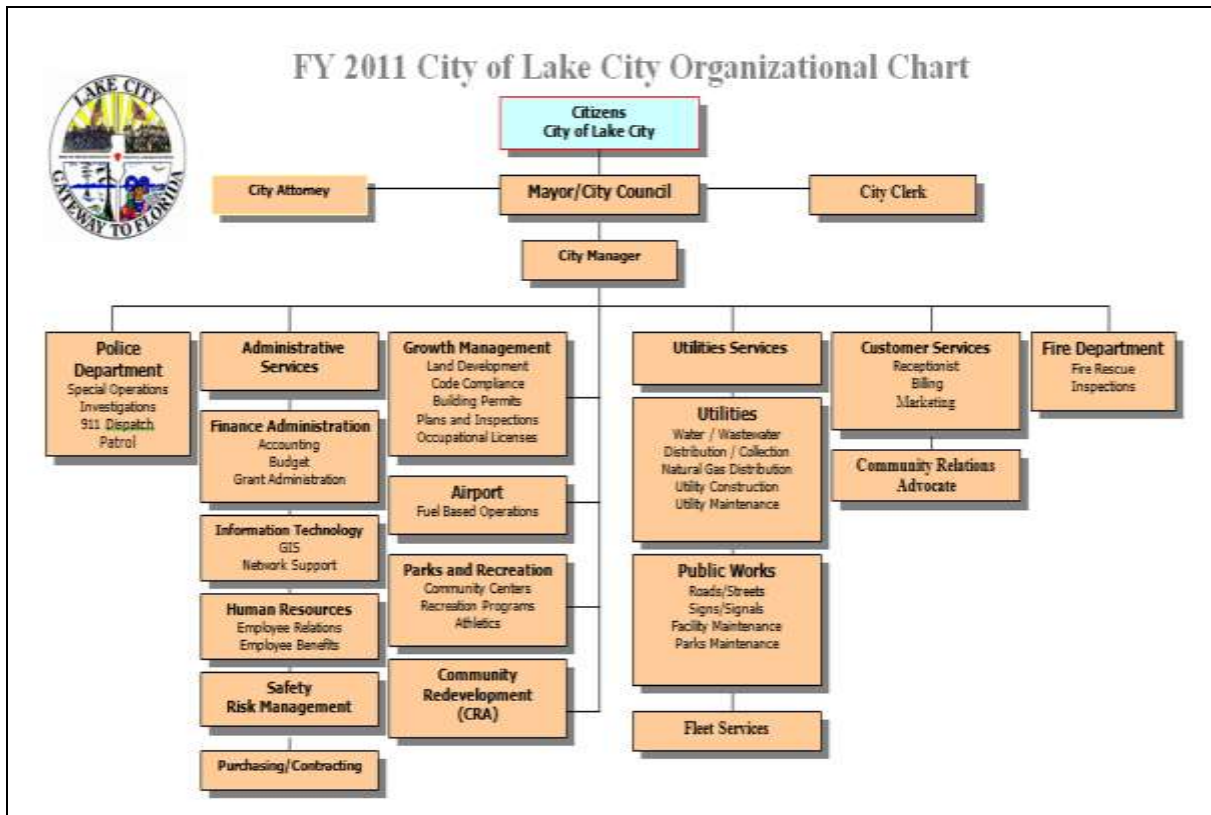 FY 2011 City of Lake City Organizational Chart
LAKE CITY
GATEWAY TO FLORIDA
Citizens
City of Lake City
City Attorney
Mayor/City Council
City Clerk
City Manager
Police
Department
Special Operations
Investigations
911 Dispatch
Patrol
Administrative
Services
Finance Administration
Accounting
Budget
Grant Administration
Information Technology
GIS
Network Support
Human Resources
Employee Relations
Employee Benefits
Safety
Risk Management
Purchasing/Contracting
Growth Management
Land Development
Code Compliance
Building Permits
Plans and Inspections
Occupational Licenses
Airport
Fuel Based Operations
Parks and Recreation
Community Centers
Recreation Programs
Athletics
Community
Redevelopment
(CRA)
Utilities Services
Utilities
Water / Wastewater
Distribution / Collection
Natural Gas Distribution
Utility Construction
Utility Maintenance
Public Works
Roads/Streets
Signs/Signals
Facility Maintenance
Parks Maintenance
Fleet Services
Customer Services
Receptionist
Billing
Marketing
Community Relations
Advocate
Fire Department
Fire Rescue
Inspections